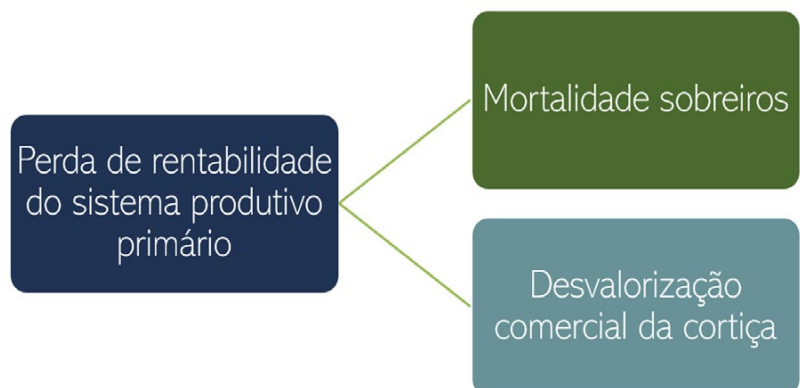 Perda de rentabilidade
do sistema produtivo
primário
Mortalidade sobreiros
Desvalorização
comercial da cortiça